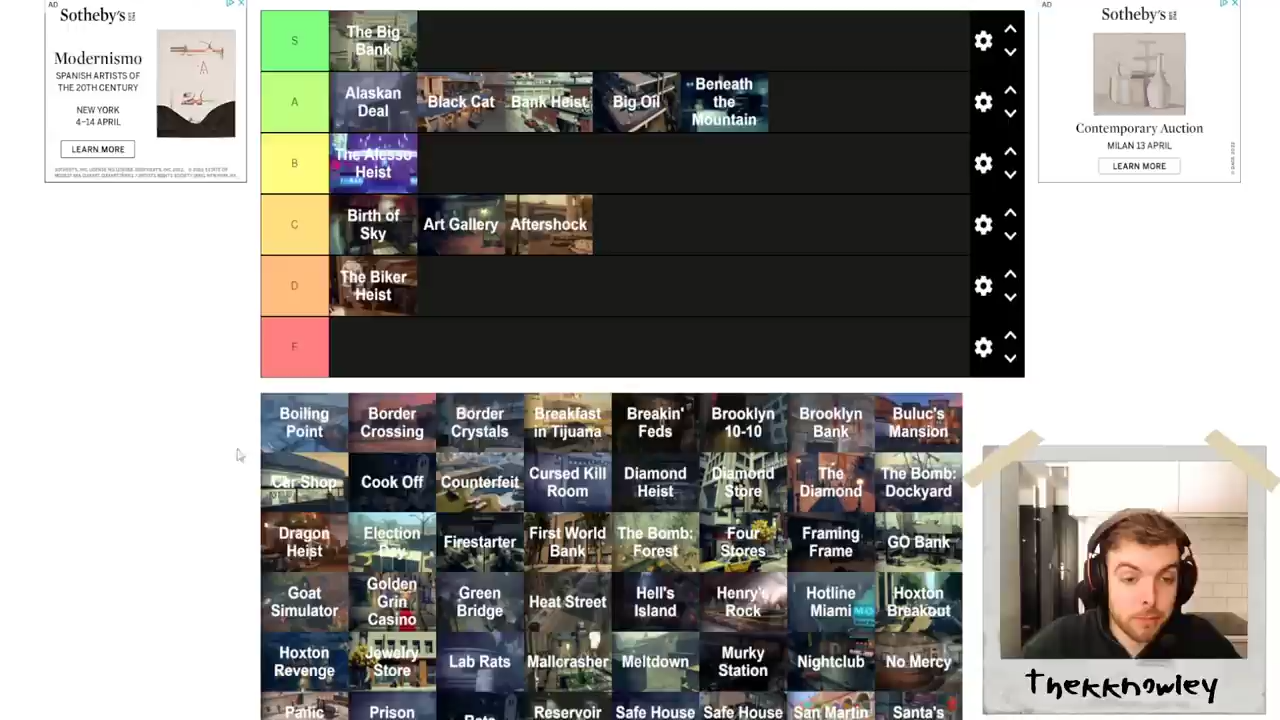 AD
Sotheby's
Modernismo
SPANISH ARTISTS OF
THE 20TH CENTURY
NEW YORK
4–14 APRIL
LEARN MORE
S
The Big
Bank
A
Alaskan
Deal
Black Cat
Bank Heist
Big Oil
Beneath
the
Mountain
B
The Alesso
Heist
C
Birth of
Sky
Art Gallery
Aftershock
D
The Biker
Heist
F
AD
Sotheby's
Contemporary Auction
MILAN 13 APRIL
LEARN MORE
Boiling
Point
Border
Crossing
Border
Crystals
Breakfast
in Tijuana
Breakin'
Feds
Brooklyn
10-10
Brooklyn
Bank
Buluc's
Mansion
Car Shop
Cook Off
Counterfeit
Cursed Kill
Room
Diamond
Heist
Diamond
Store
The
Diamond
The Bomb:
Dockyard
Dragon
Heist
Election
Day
Firestarter
First World
Bank
The Bomb:
Forest
Four
Stores
Framing
Frame
GO Bank
Goat
Simulator
Golden
Grin
Casino
Green
Bridge
Heat Street
Hell's
Island
Henry's
Rock
Hotline
Miami
Hoxton
Breakout
Hoxton
Revenge
Jewelry
Store
Lab Rats
Mallcrasher
Meltdown
Murky
Station
Nightclub
No Mercy
Panic
Prison
Rats
Reservoir
Safe House
Safe House
San Martin
Santa's
Thekknowley